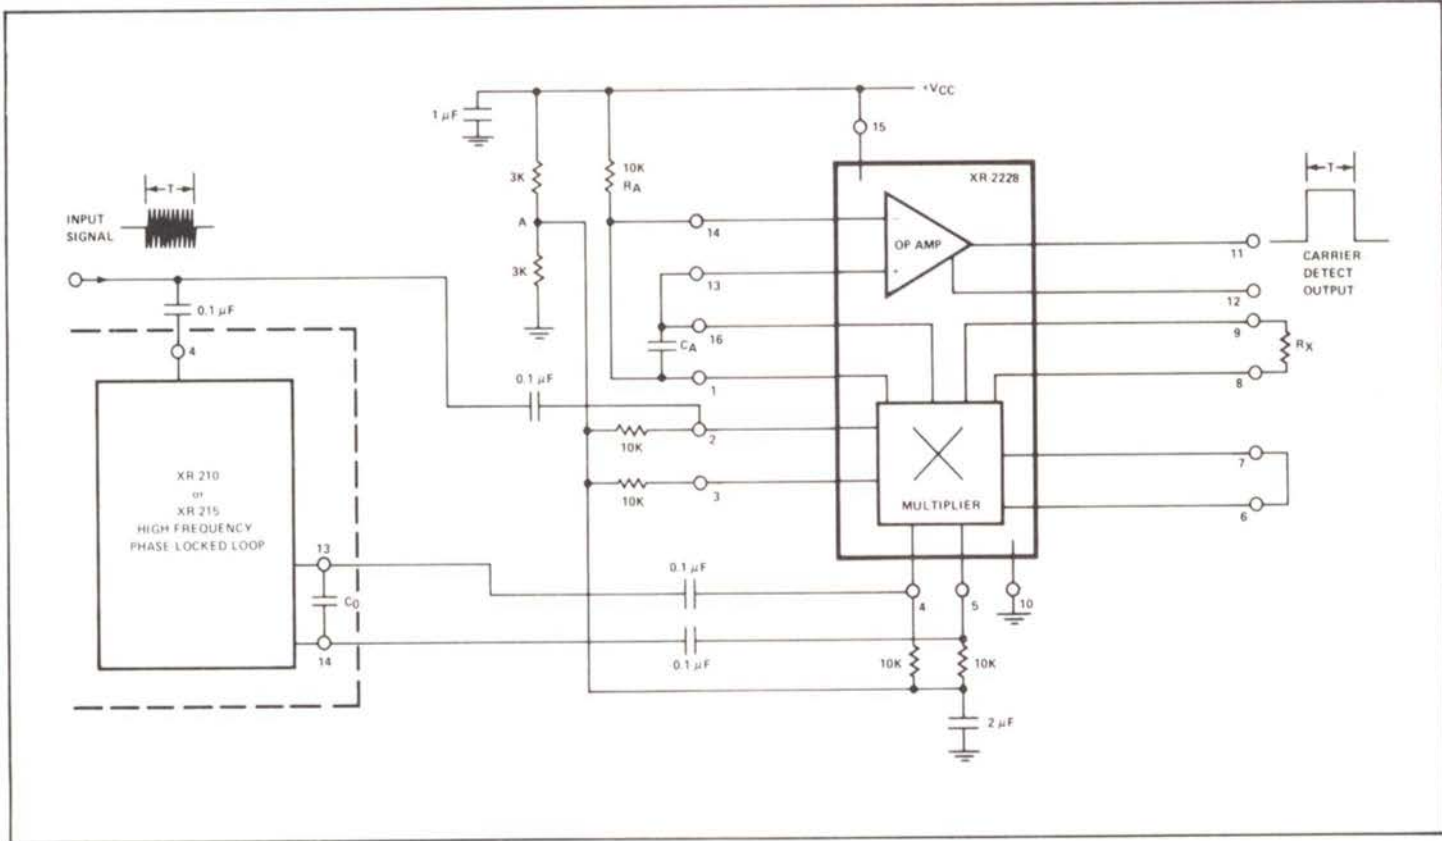 +VCC
1 µF
15
3K
10K
RA
XR-2228
T
T
INPUT
SIGNAL
A
14
OP AMP
−
+
11
CARRIER
DETECT
OUTPUT
3K
13
12
0.1 µF
16
9
RX
4
CA
1
8
0.1 µF
2
10K
3
10K
7
MULTIPLIER
6
XR 210
or
XR 215
HIGH FREQUENCY
PHASE-LOCKED LOOP
13
C0
14
0.1 µF
0.1 µF
4
5
10
10K
10K
2 µF